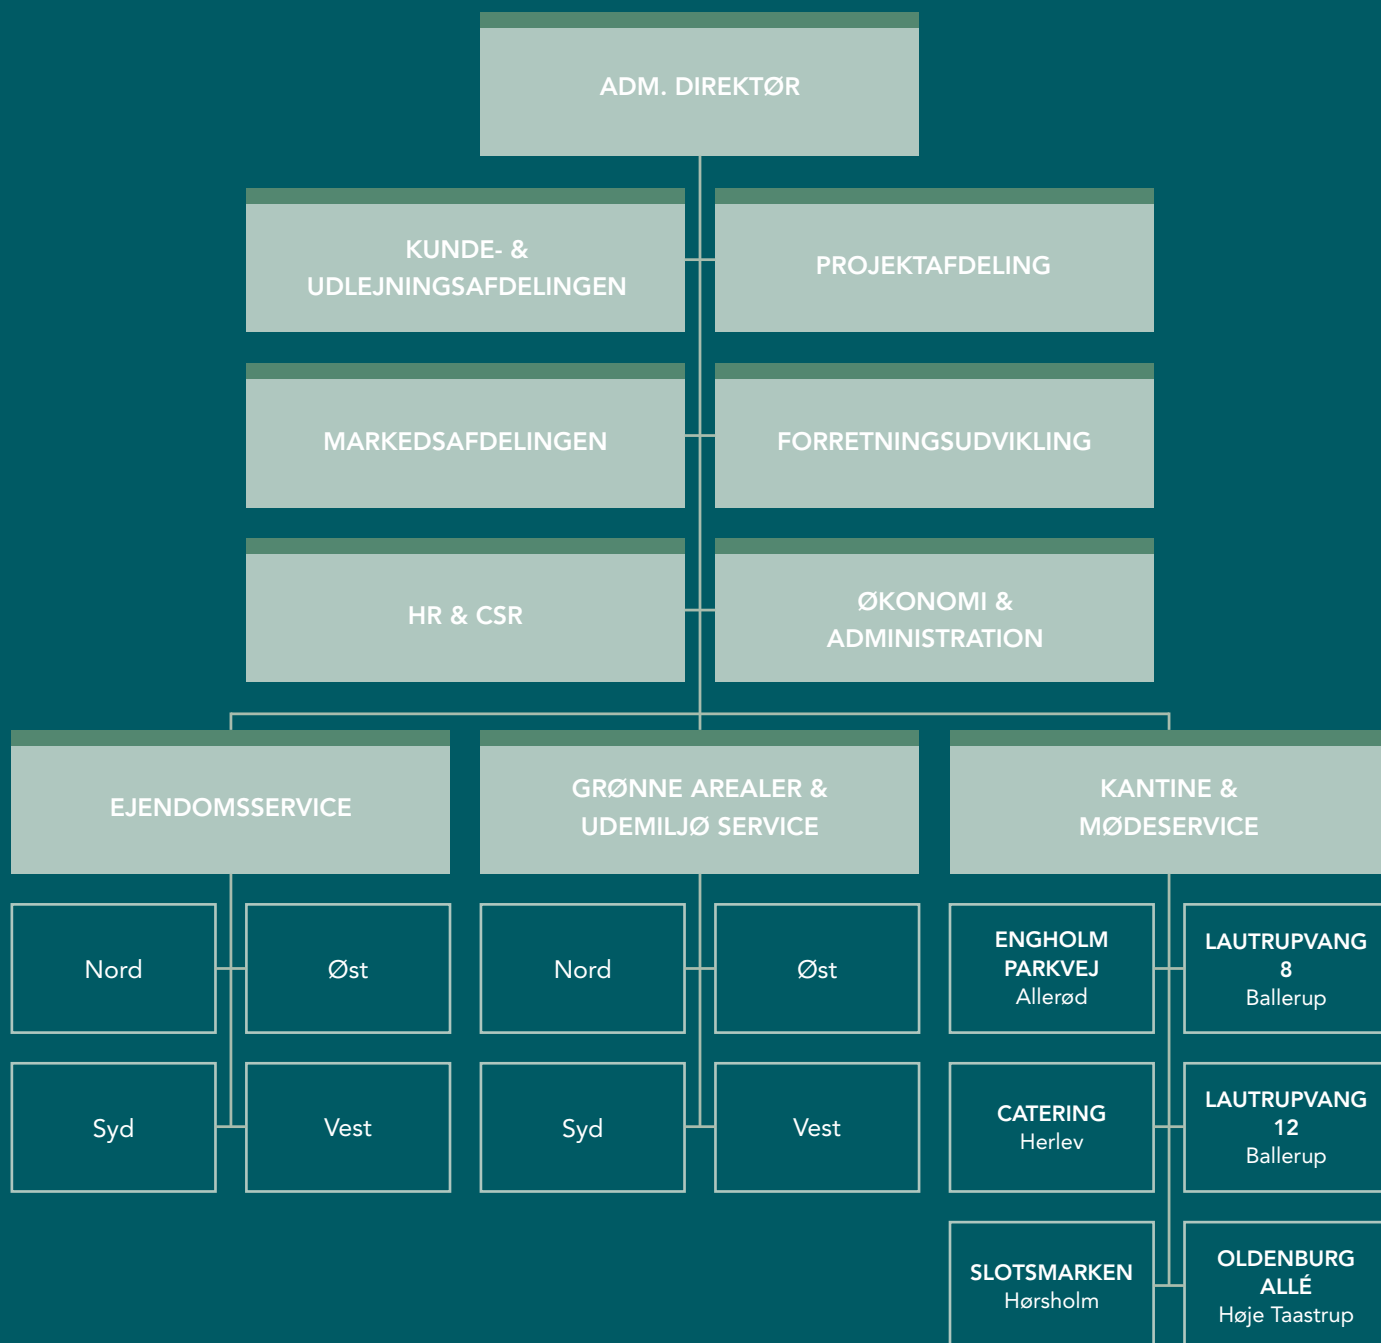 ADM. DIREKTØR
KUNDE- &
UDLEJNINGSAFDELINGEN
PROJEKTAFDELING
MARKEDSAFDELINGEN
FORRETNINGSUDVIKLING
HR & CSR
ØKONOMI &
ADMINISTRATION
EJENDOMSSERVICE
GRØNNE AREALER &
UDEMILJØ SERVICE
KANTINE &
MØDESERVICE
Nord
Øst
Syd
Vest
Nord
Øst
Syd
Vest
ENGHOLM
PARKVEJ
Allerød
LAUTRUPVANG
8
Ballerup
CATERING
Herlev
LAUTRUPVANG
12
Ballerup
SLOTSMARKEN
Hørsholm
OLDENBURG
ALLÉ
Høje Taastrup